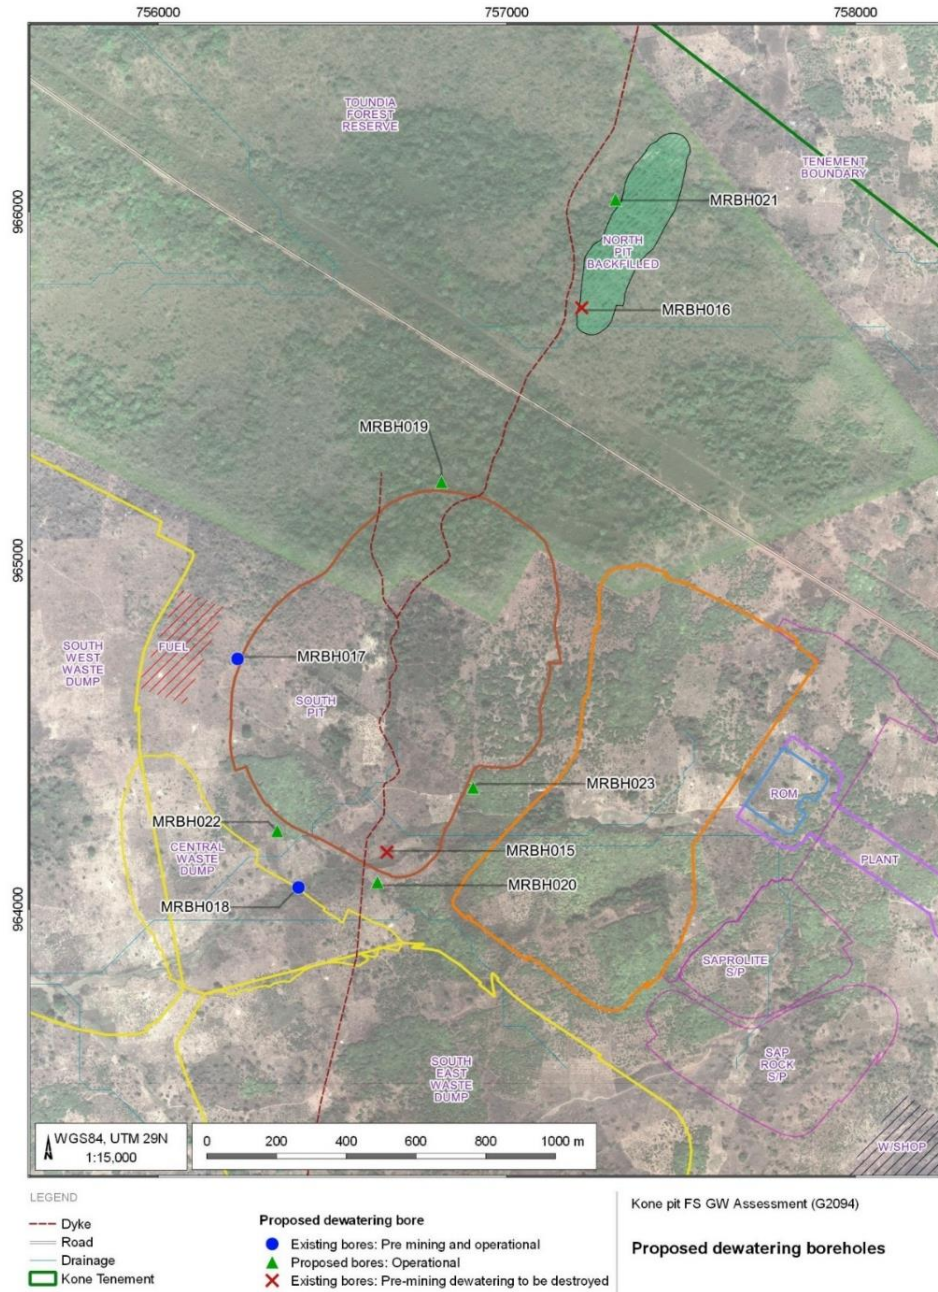 756000
757000
758000
966000
965000
964000
TOUNDIA
FOREST
RESERVE
TENEMENT
BOUNDARY
MRBH021
NORTH
PIT
BACKFILLED
MRBH016
MRBH019
SOUTH
WEST
WASTE
DUMP
FUEL
MRBH017
SOUTH
PIT
MRBH023
ROM
MRBH022
CENTRAL
WASTE
DUMP
MRBH015
PLANT
MRBH020
MRBH018
SAPROLITE
S/P
SAP
ROCK
S/P
SOUTH
EAST
WASTE
DUMP
W/SHOP
WGS84, UTM 29N
1:15,000
0 200 400 600 800 1000 m
LEGEND
Dyke
Road
Drainage
Kone Tenement
Proposed dewatering bore
Existing bores: Pre mining and operational
Proposed bores: Operational
Existing bores: Pre-mining dewatering to be destroyed
Kone pit FS GW Assessment (G2094)
Proposed dewatering boreholes